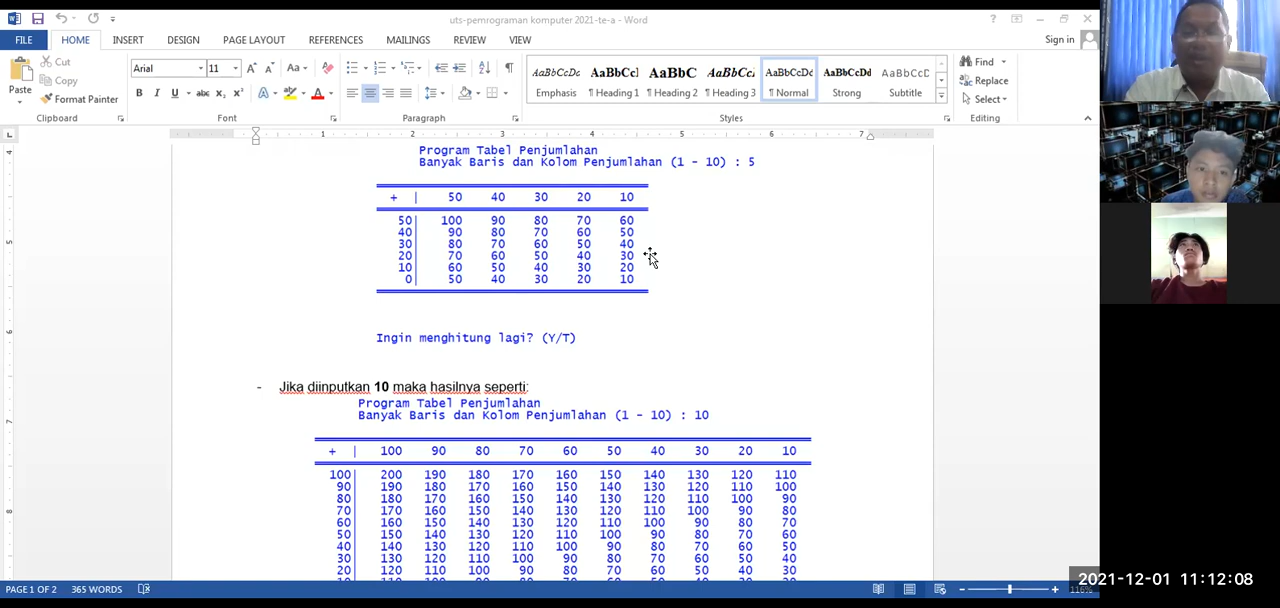 uts-pemrograman komputer 2021-te-a - Word
FILE HOME INSERT DESIGN PAGE LAYOUT REFERENCES MAILINGS REVIEW VIEW Sign in
Paste Cut Copy Format Painter
Arial 11
AaBbCcDc AaBbCcI AaBbC AaBbCci AaBbCcDc AaBbCcDd AaBbCcD
Emphasis ¶ Heading 1 ¶ Heading 2 ¶ Heading 3 ¶ Normal Strong Subtitle
Find Replace Select
Clipboard Font Paragraph Styles Editing
1 2 3 4 5 6 7
Program Tabel Penjumlahan
Banyak Baris dan Kolom Penjumlahan (1 - 10) : 5
+ | 50 40 30 20 10
50 100 90 80 70 60
40 90 80 70 60 50
30 80 70 60 50 40
20 70 60 50 40 30
10 60 50 40 30 20
0 50 40 30 20 10
Ingin menghitung lagi? (Y/T)
- Jika diinputkan 10 maka hasilnya seperti:
Program Tabel Penjumlahan
Banyak Baris dan Kolom Penjumlahan (1 - 10) : 10
+ | 100 90 80 70 60 50 40 30 20 10
100 200 190 180 170 160 150 140 130 120 110
90 190 180 170 160 150 140 130 120 110 100
80 180 170 160 150 140 130 120 110 100 90
70 170 160 150 140 130 120 110 100 90 80
60 160 150 140 130 120 110 100 90 80 70
50 150 140 130 120 110 100 90 80 70 60
40 140 130 120 110 100 90 80 70 60 50
30 130 120 110 100 90 80 70 60 50 40
20 120 110 100 90 80 70 60 50 40 30
PAGE 1 OF 2 365 WORDS 116%
2021-12-01 11:12:08